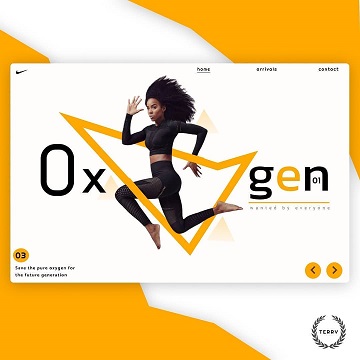 home arrivals contact
Ox gen 01
wanted by everyone
03
Save the pure oxygen for
the future generation
TERRY